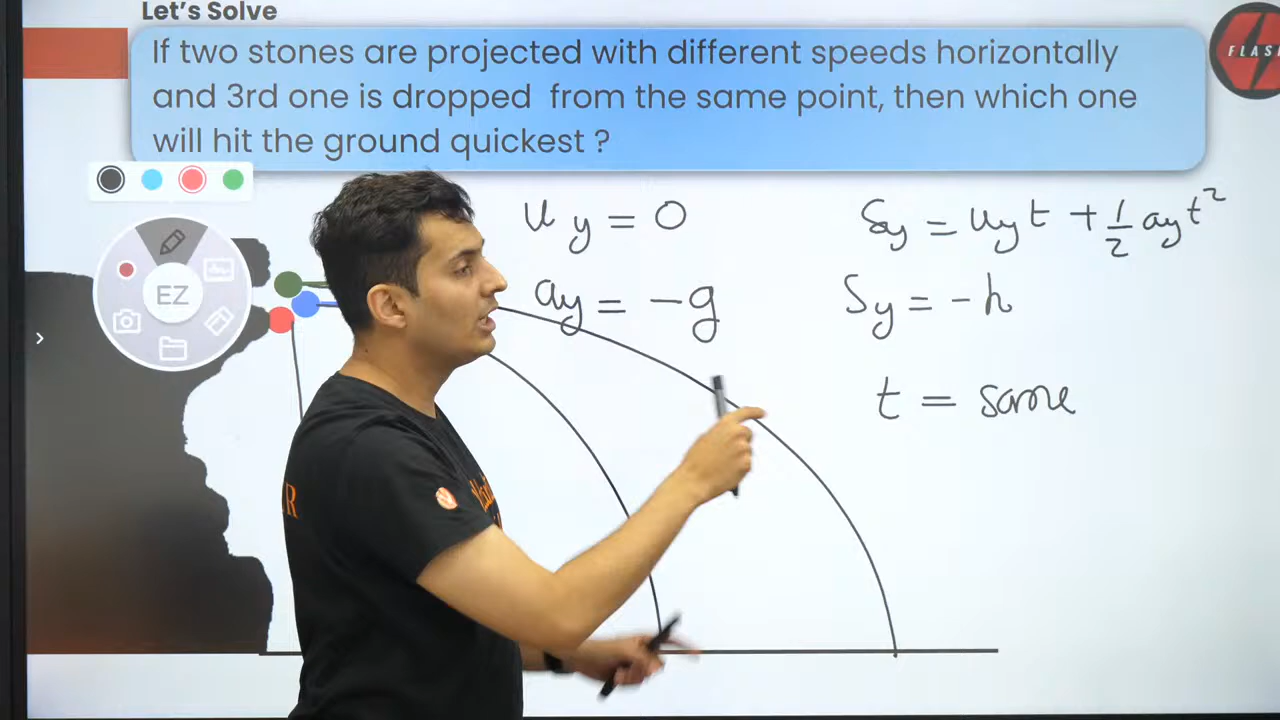 Let's Solve
If two stones are projected with different speeds horizontally
and 3rd one is dropped from the same point, then which one
will hit the ground quickest ?
FLAS
EZ
u y = 0
Sy = uyt + 1/2 ayt²
ay = -g
Sy = -h
t = same
R